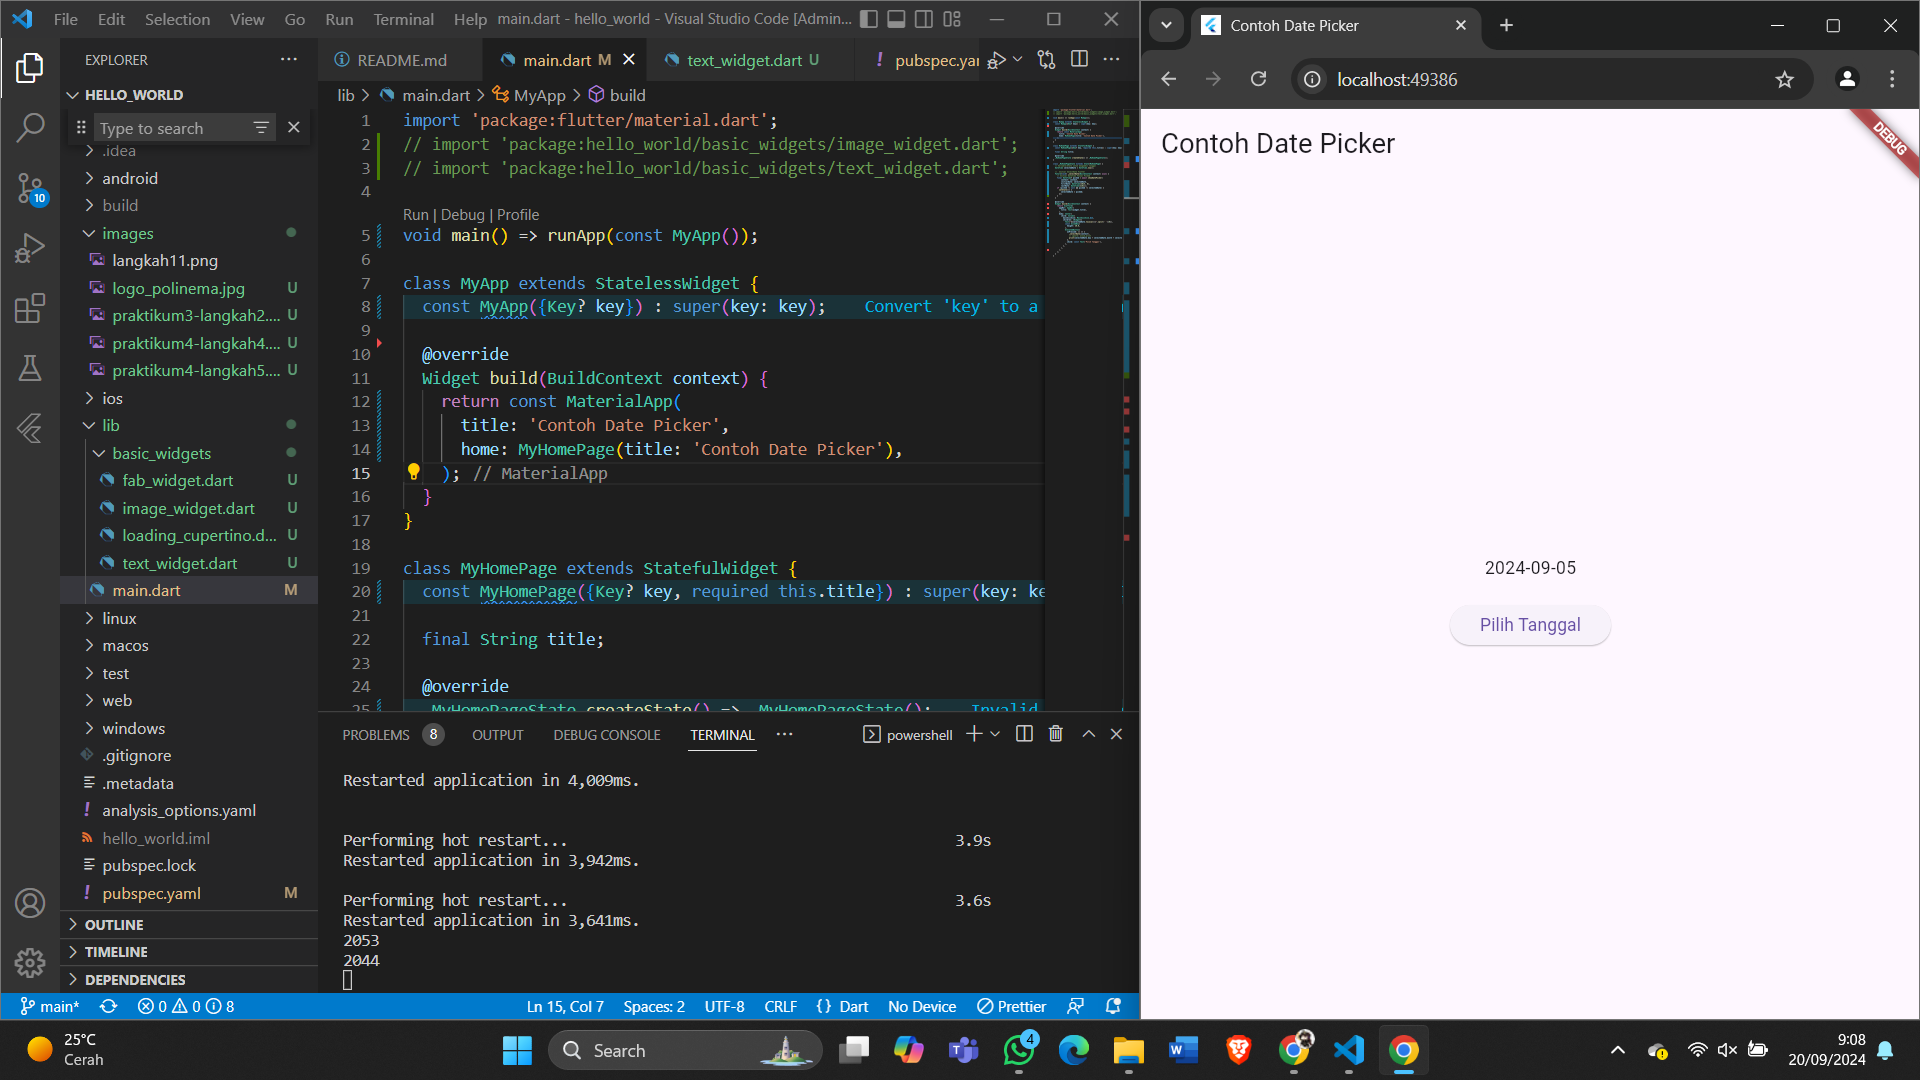 File Edit Selection View Go Run Terminal Help main.dart - hello_world - Visual Studio Code [Admin...
EXPLORER
HELLO_WORLD
Type to search
.idea
android
build
images
langkah11.png
logo_polinema.jpg U
praktikum3-langkah2.... U
praktikum4-langkah4.... U
praktikum4-langkah5.... U
ios
lib
basic_widgets
fab_widget.dart U
image_widget.dart U
loading_cupertino.d... U
text_widget.dart U
main.dart M
linux
macos
test
web
windows
.gitignore
.metadata
analysis_options.yaml
hello_world.iml
pubspec.lock
pubspec.yaml M
OUTLINE
TIMELINE
DEPENDENCIES
10
README.md main.dart M text_widget.dart U pubspec.yar
lib > main.dart > MyApp > build
1 import 'package:flutter/material.dart';
2 // import 'package:hello_world/basic_widgets/image_widget.dart';
3 // import 'package:hello_world/basic_widgets/text_widget.dart';
4
Run | Debug | Profile
5 void main() => runApp(const MyApp());
6
7 class MyApp extends StatelessWidget {
8 const MyApp({Key? key}) : super(key: key); Convert 'key' to a
9
10 @override
11 Widget build(BuildContext context) {
12 return const MaterialApp(
13 title: 'Contoh Date Picker',
14 home: MyHomePage(title: 'Contoh Date Picker'),
15 ); // MaterialApp
16 }
17 }
18
19 class MyHomePage extends StatefulWidget {
20 const MyHomePage({Key? key, required this.title}) : super(key: ke
21
22 final String title;
23
24 @override
25 _MyHomePageState createState() => _MyHomePageState(); Invalid
PROBLEMS 8 OUTPUT DEBUG CONSOLE TERMINAL powershell
Restarted application in 4,009ms.
Performing hot restart... 3.9s
Restarted application in 3,942ms.
Performing hot restart... 3.6s
Restarted application in 3,641ms.
2053
2044
main* 0 0 8 Ln 15, Col 7 Spaces: 2 UTF-8 CRLF {} Dart No Device Prettier
Contoh Date Picker
localhost:49386
Contoh Date Picker
DEBUG
2024-09-05
Pilih Tanggal
25°C
Cerah
Search
4
9:08
20/09/2024